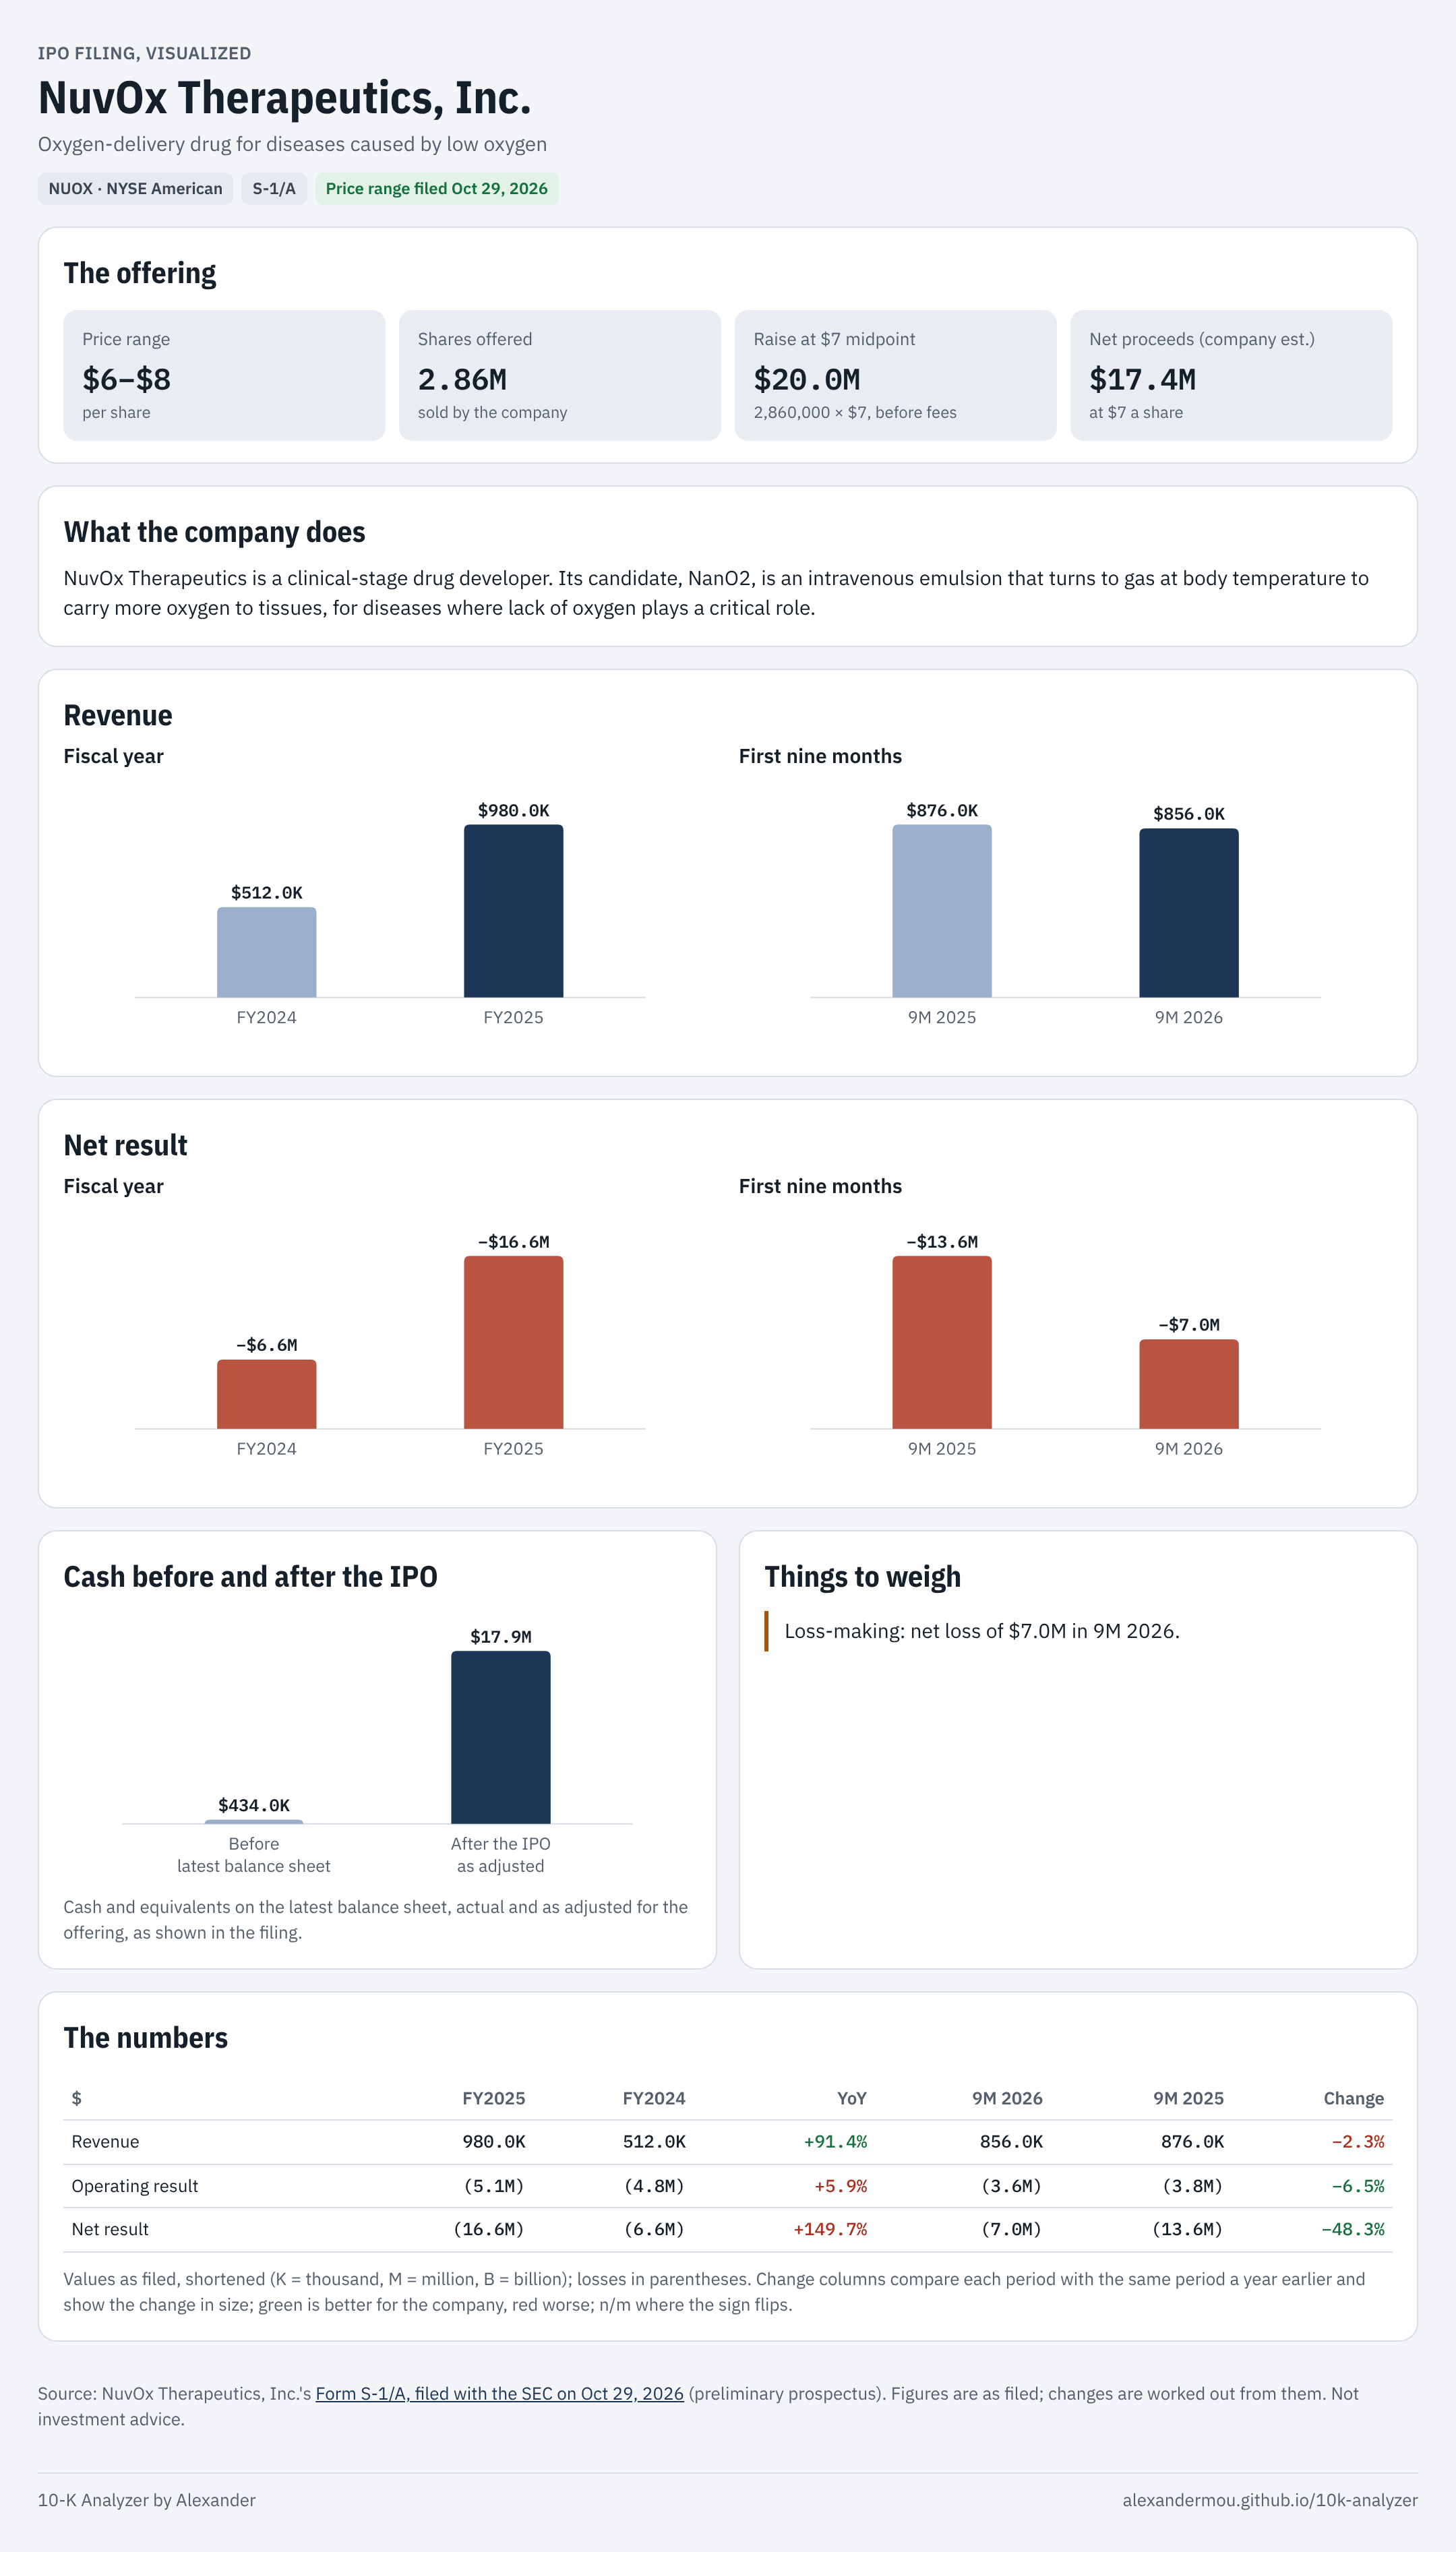 IPO FILING, VISUALIZED
NuvOx Therapeutics, Inc.
Oxygen-delivery drug for diseases caused by low oxygen
NUOX · NYSE American
S-1/A
Price range filed Oct 29, 2026
The offering
Price range
$6–$8
per share
Shares offered
2.86M
sold by the company
Raise at $7 midpoint
$20.0M
2,860,000 × $7, before fees
Net proceeds (company est.)
$17.4M
at $7 a share
What the company does
NuvOx Therapeutics is a clinical-stage drug developer. Its candidate, NanO2, is an intravenous emulsion that turns to gas at body temperature to
carry more oxygen to tissues, for diseases where lack of oxygen plays a critical role.
Revenue
Fiscal year
$512.0K
$980.0K
FY2024
FY2025
First nine months
$876.0K
$856.0K
9M 2025
9M 2026
Net result
Fiscal year
−$6.6M
−$16.6M
FY2024
FY2025
First nine months
−$13.6M
−$7.0M
9M 2025
9M 2026
Cash before and after the IPO
$434.0K
$17.9M
Before
latest balance sheet
After the IPO
as adjusted
Cash and equivalents on the latest balance sheet, actual and as adjusted for the
offering, as shown in the filing.
Things to weigh
Loss-making: net loss of $7.0M in 9M 2026.
The numbers
$ FY2025 FY2024 YoY 9M 2026 9M 2025 Change
Revenue 980.0K 512.0K +91.4% 856.0K 876.0K −2.3%
Operating result (5.1M) (4.8M) +5.9% (3.6M) (3.8M) −6.5%
Net result (16.6M) (6.6M) +149.7% (7.0M) (13.6M) −48.3%
Values as filed, shortened (K = thousand, M = million, B = billion); losses in parentheses. Change columns compare each period with the same period a year earlier and
show the change in size; green is better for the company, red worse; n/m where the sign flips.
Source: NuvOx Therapeutics, Inc.'s Form S-1/A, filed with the SEC on Oct 29, 2026 (preliminary prospectus). Figures are as filed; changes are worked out from them. Not
investment advice.
10-K Analyzer by Alexander
alexandermou.github.io/10k-analyzer